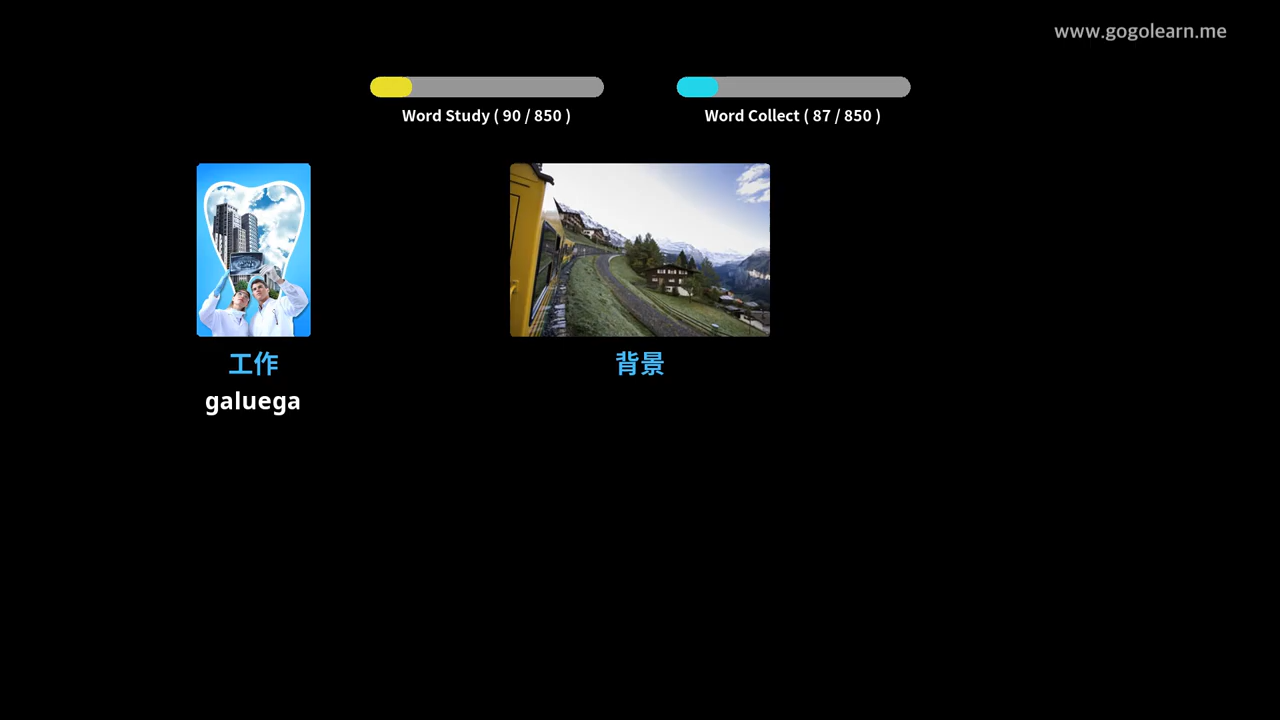 www.gogolearn.me
Word Study ( 90 / 850 )
Word Collect ( 87 / 850 )
工作
背景
galuega